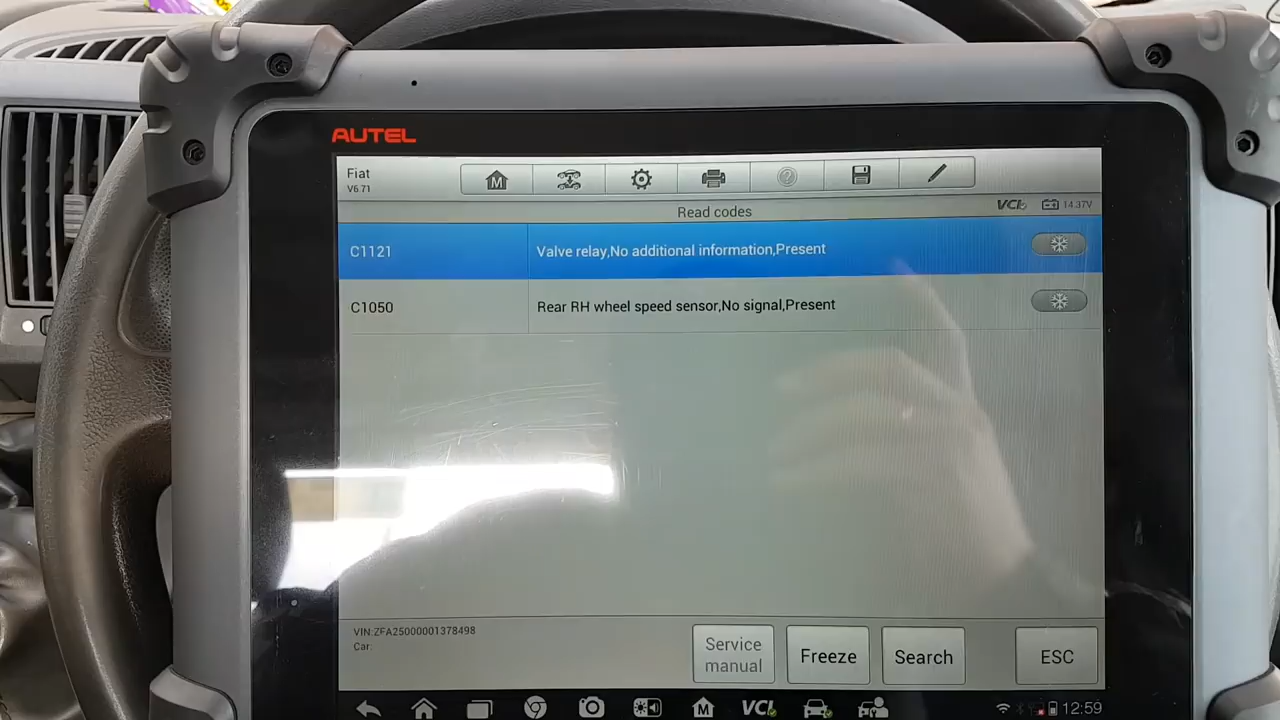 AUTEL
Fiat
V6.71
M
Read codes
VCI 14.37V
C1121 Valve relay,No additional information,Present
C1050 Rear RH wheel speed sensor,No signal,Present
VIN:ZFA25000001378498
Car:
Service manual
Freeze
Search
ESC
M
VCI
12:59